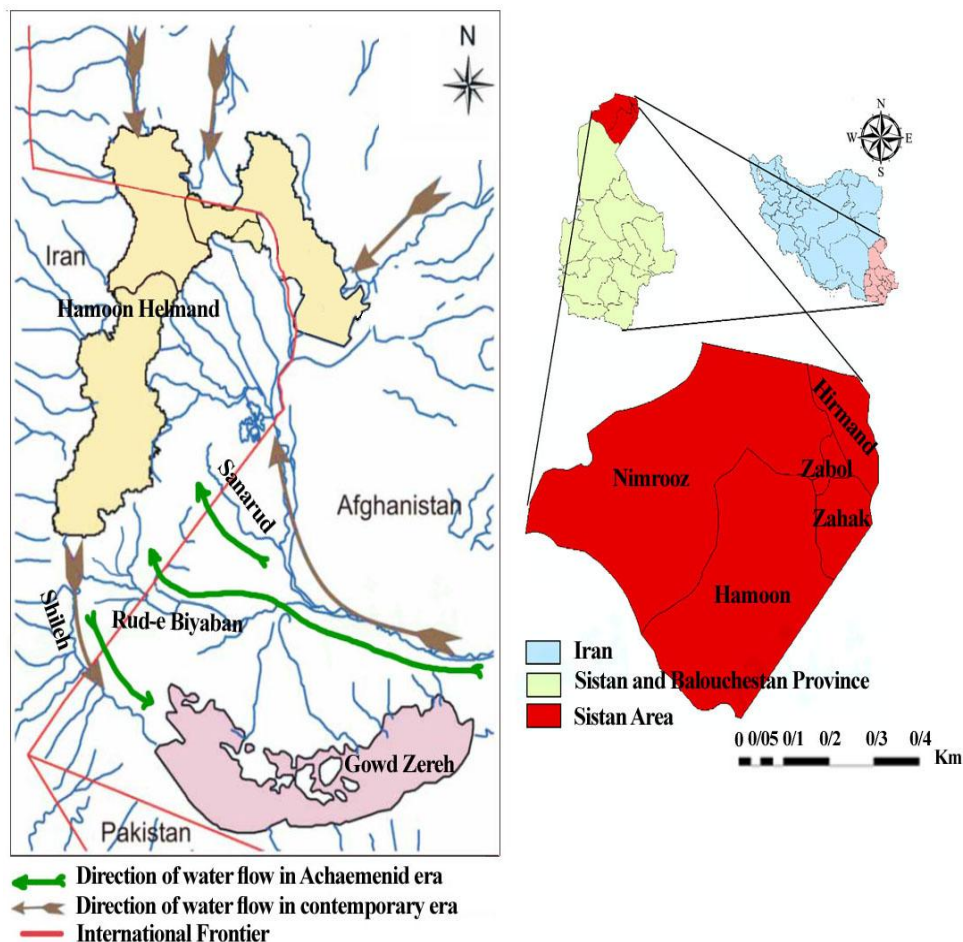 N
Iran
Hamoon Helmand
Sanarud
Afghanistan
Shileh
Rud-e Biyaban
Gowd Zereh
Pakistan
Direction of water flow in Achaemenid era
Direction of water flow in contemporary era
International Frontier
N
W E
S
Hirmand
Nimrooz
Zabol
Zahak
Hamoon
Iran
Sistan and Balouchestan Province
Sistan Area
0 0/05 0/1 0/2 0/3 0/4
Km